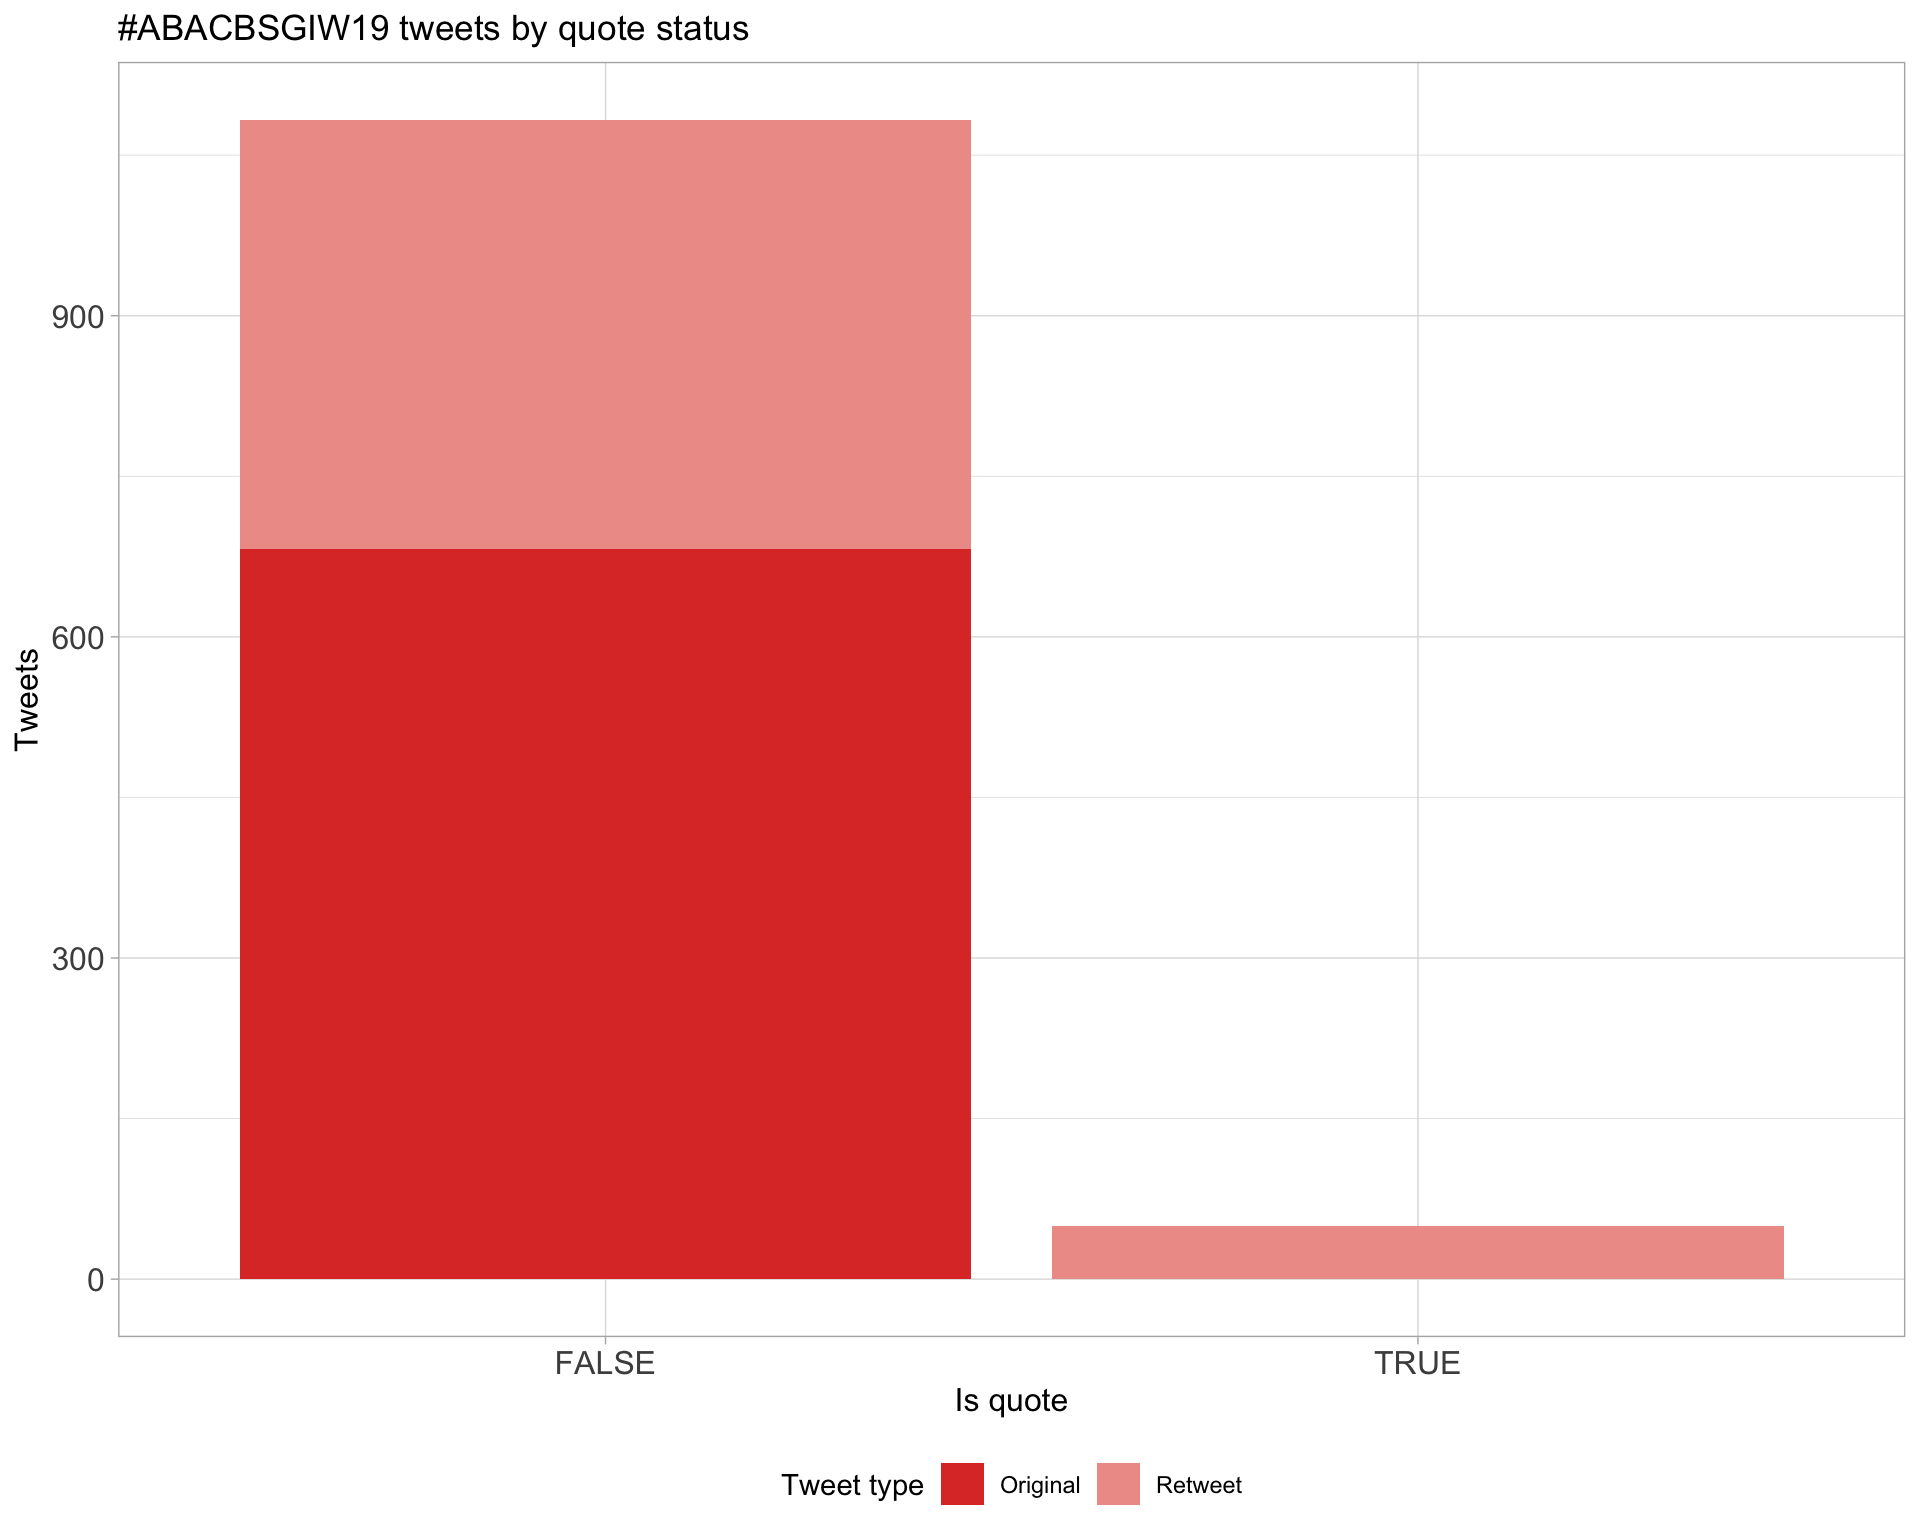 #ABACBSGIW19 tweets by quote status
Tweets
900
600
300
0
FALSE TRUE
Is quote
Tweet type Original Retweet